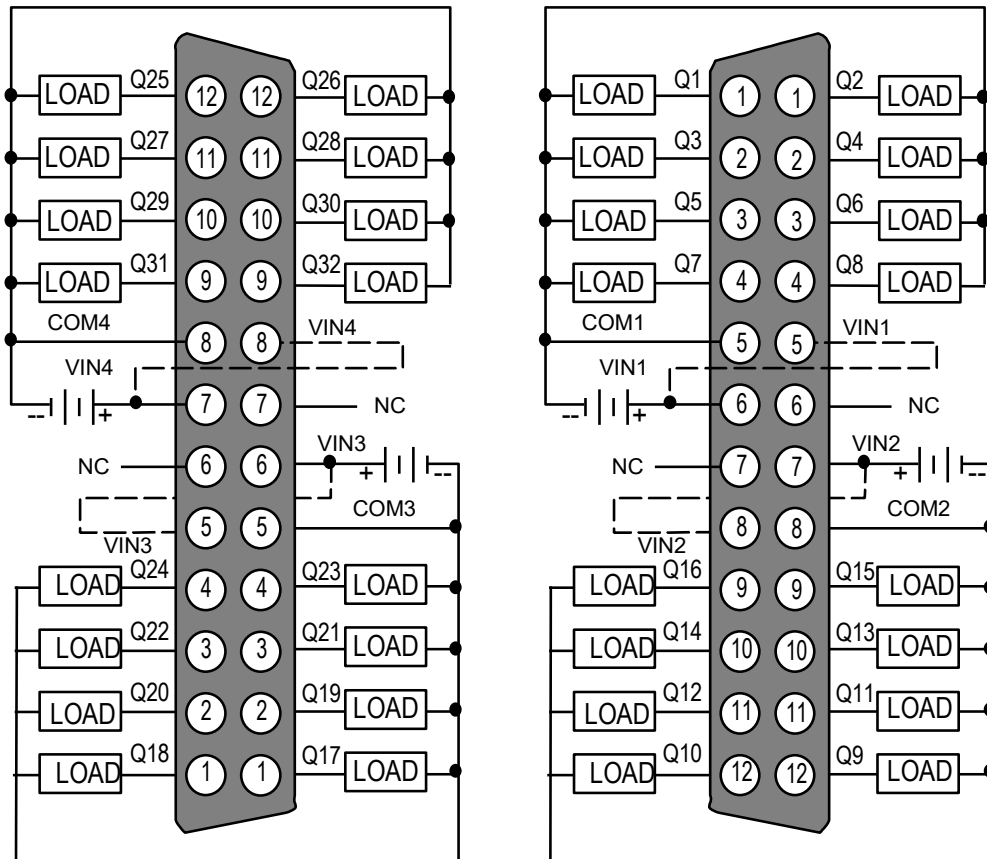 Q25 12 12 Q26
LOAD LOAD
Q27 11 11 Q28
LOAD LOAD
Q29 10 10 Q30
LOAD LOAD
Q31 9 9 Q32
LOAD LOAD
COM4 8 8 VIN4
VIN4
-- + 7 7 NC
VIN3
NC 6 6 + --
COM3
5 5
VIN3
Q24 4 4 Q23
LOAD LOAD
Q22 3 3 Q21
LOAD LOAD
Q20 2 2 Q19
LOAD LOAD
Q18 1 1 Q17
LOAD LOAD
Q1 1 1 Q2
LOAD LOAD
Q3 2 2 Q4
LOAD LOAD
Q5 3 3 Q6
LOAD LOAD
Q7 4 4 Q8
LOAD LOAD
COM1 5 5 VIN1
VIN1
-- + 6 6 NC
VIN2
NC 7 7 + --
COM2
8 8
VIN2
Q16 9 9 Q15
LOAD LOAD
Q14 10 10 Q13
LOAD LOAD
Q12 11 11 Q11
LOAD LOAD
Q10 12 12 Q9
LOAD LOAD